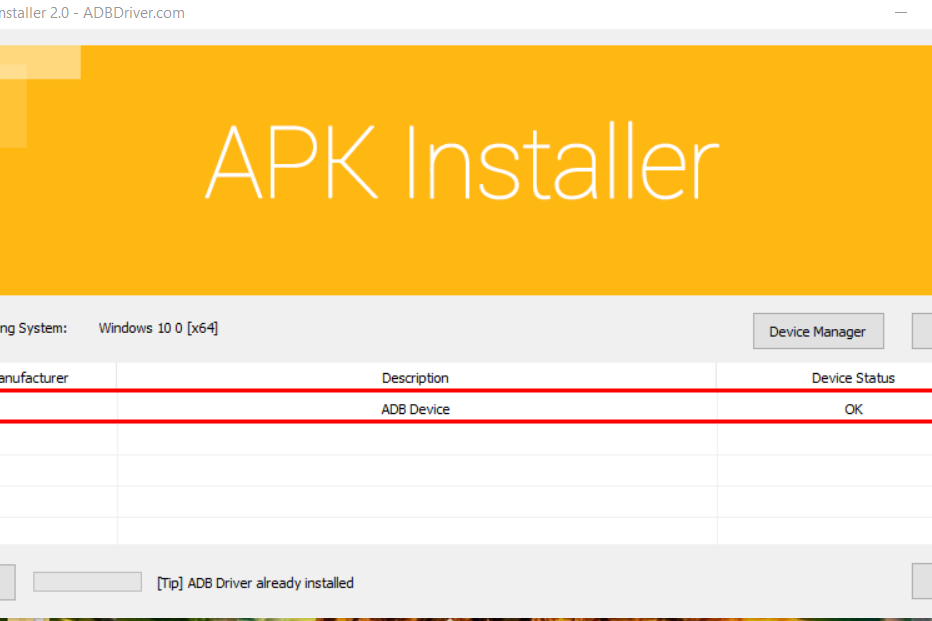 nstaller 2.0 - ADBDriver.com
APK Installer
ng System: Windows 10 0 [x64]
Device Manager
anufacturer Description Device Status
ADB Device OK
[Tip] ADB Driver already installed